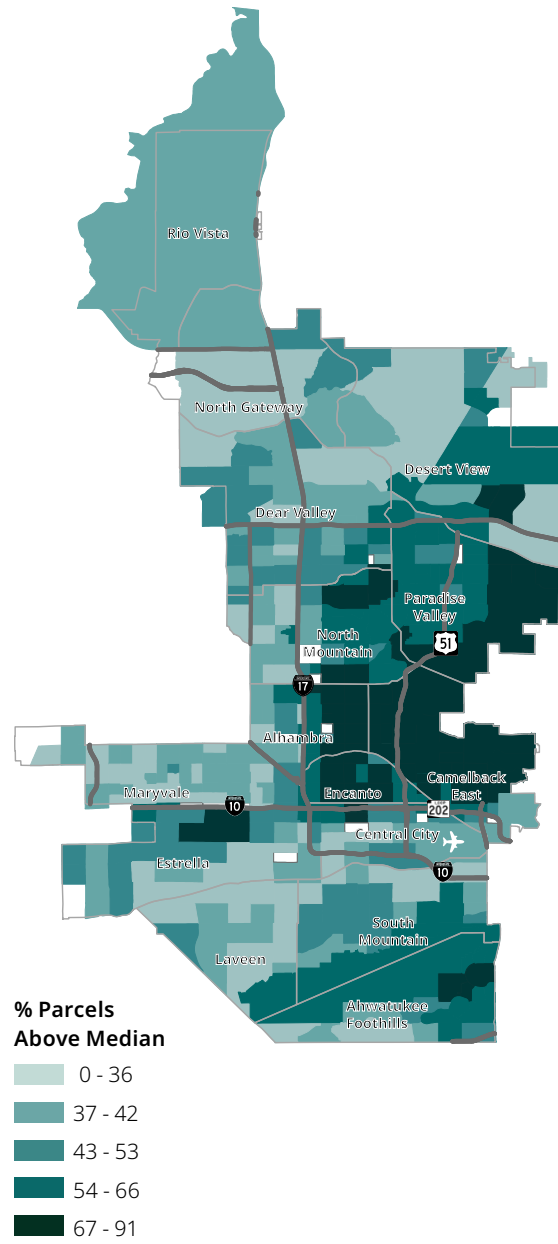 Rio Vista
North Gateway
Desert View
Dear Valley
Paradise
Valley
51
North
Mountain
17
Alhambra
Camelback
East
Maryvale
10
Encanto
LOOP
202
Central City
Estrella
10
South
Mountain
Laveen
Ahwatukee
Foothills
% Parcels
Above Median
0 - 36
37 - 42
43 - 53
54 - 66
67 - 91